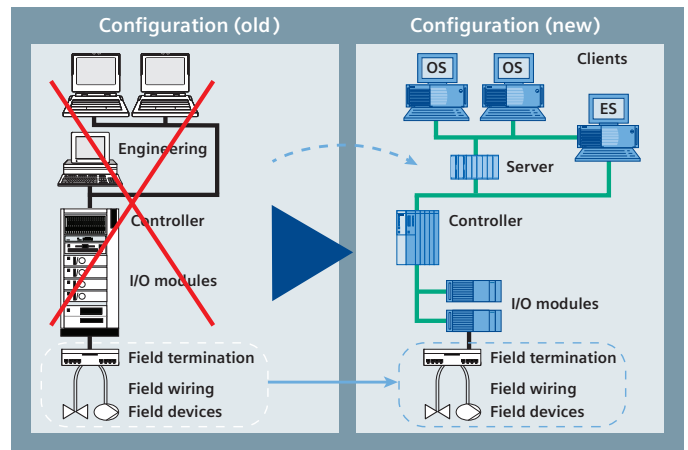 Configuration (old)
Configuration (new)
Engineering
Controller
I/O modules
Field termination
Field wiring
Field devices
OS
OS
Clients
ES
Server
Controller
I/O modules
Field termination
Field wiring
Field devices